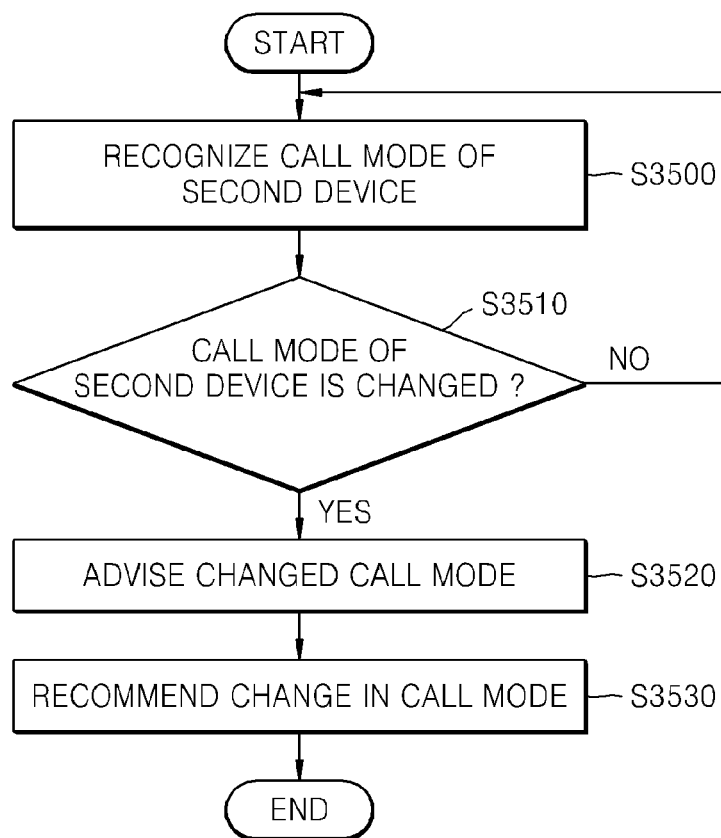 START
RECOGNIZE CALL MODE OF
SECOND DEVICE
S3500
S3510
CALL MODE OF
SECOND DEVICE IS CHANGED ?
NO
YES
ADVISE CHANGED CALL MODE
S3520
RECOMMEND CHANGE IN CALL MODE
S3530
END